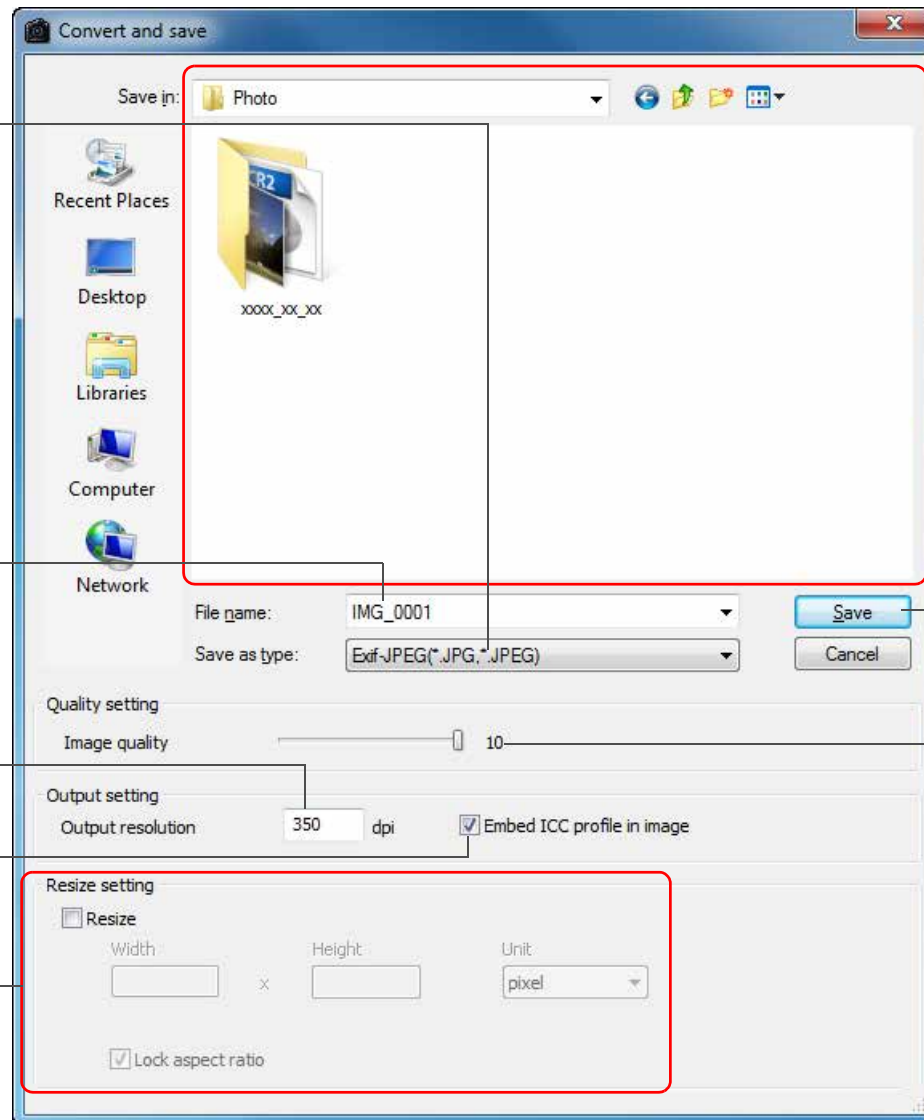 Convert and save
Save in: Photo
Recent Places
CR2
xxxx_xx_xx
Desktop
Libraries
Computer
Network
File name: IMG_0001 Save
Save as type: Exif-JPEG(*.JPG,*.JPEG) Cancel
Quality setting
Image quality 10
Output setting
Output resolution 350 dpi Embed ICC profile in image
Resize setting
Resize
Width Height Unit
x pixel
Lock aspect ratio